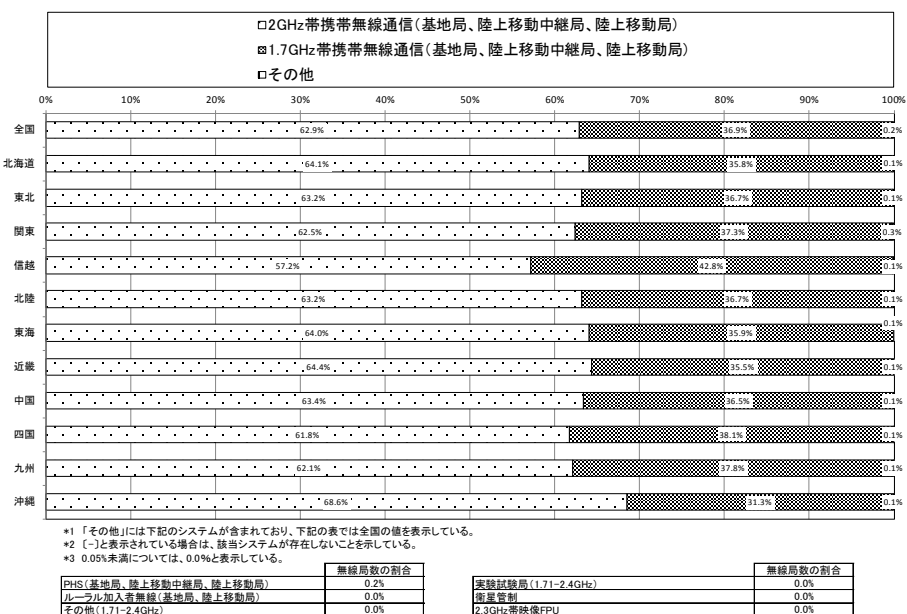 □2GHz帯携帯無線通信(基地局、陸上移動中継局、陸上移動局)
▩1.7GHz帯携帯無線通信(基地局、陸上移動中継局、陸上移動局)
□その他
0% 10% 20% 30% 40% 50% 60% 70% 80% 90% 100%
全国 62.9% 36.9% 0.2%
北海道 64.1% 35.8% 0.1%
東北 63.2% 36.7% 0.1%
関東 62.5% 37.3% 0.3%
信越 57.2% 42.8% 0.1%
北陸 63.2% 36.7% 0.1%
東海 64.0% 35.9% 0.1%
近畿 64.4% 35.5% 0.1%
中国 63.4% 36.5% 0.1%
四国 61.8% 38.1% 0.1%
九州 62.1% 37.8% 0.1%
沖縄 68.6% 31.3% 0.1%
*1 「その他」には下記のシステムが含まれており、下記の表では全国の値を表示している。
*2 [-]と表示されている場合は、該当システムが存在しないことを示している。
*3 0.05%未満については、0.0%と表示している。
無線局数の割合 無線局数の割合
PHS(基地局、陸上移動中継局、陸上移動局) 0.2% 実験試験局(1.71-2.4GHz) 0.0%
ルーラル加入者無線(基地局、陸上移動局) 0.0% 衛星管制 0.0%
その他(1.71-2.4GHz) 0.0% 2.3GHz帯映像FPU 0.0%